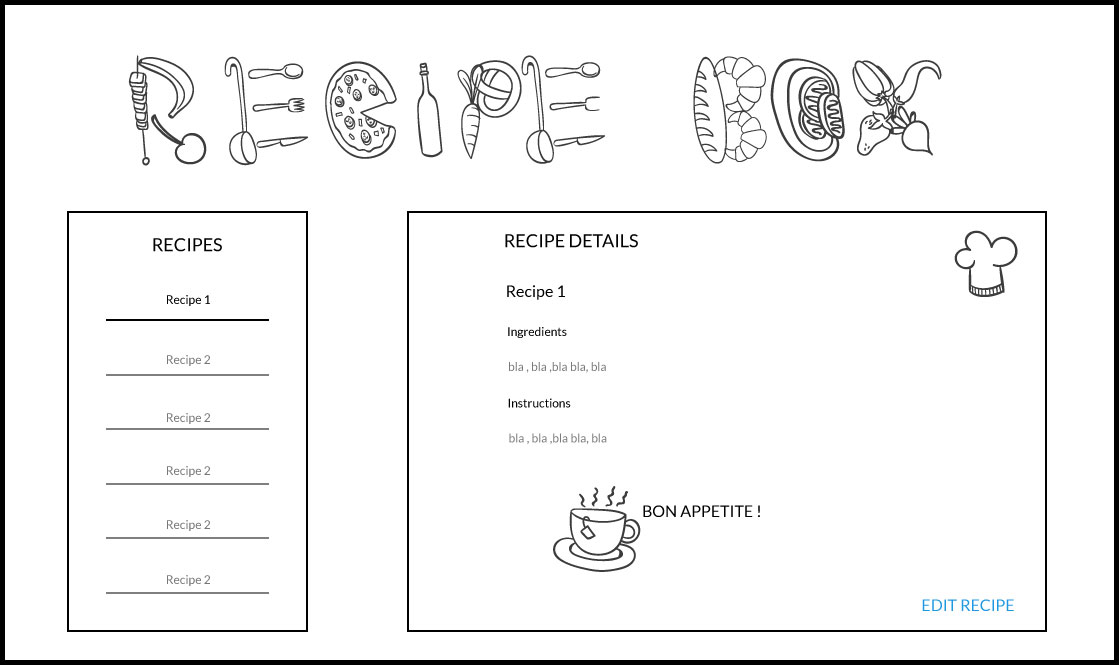 RECIPE BOX
RECIPES
Recipe 1
Recipe 2
Recipe 2
Recipe 2
Recipe 2
Recipe 2
RECIPE DETAILS
Recipe 1
Ingredients
bla , bla ,bla bla, bla
Instructions
bla , bla ,bla bla, bla
BON APPETITE !
EDIT RECIPE